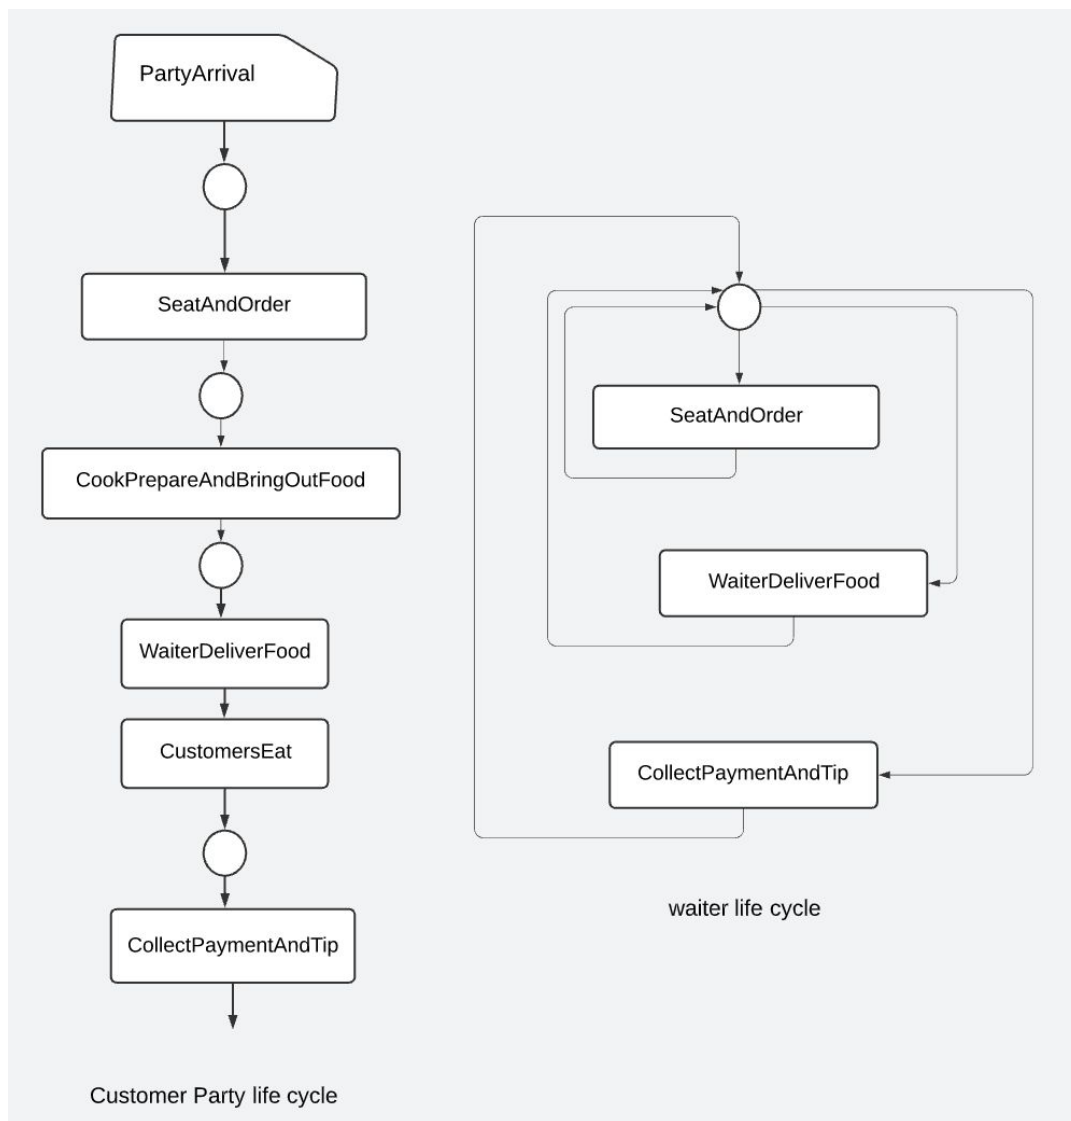 PartyArrival
SeatAndOrder
CookPrepareAndBringOutFood
WaiterDeliverFood
CustomersEat
CollectPaymentAndTip
Customer Party life cycle
SeatAndOrder
WaiterDeliverFood
CollectPaymentAndTip
waiter life cycle